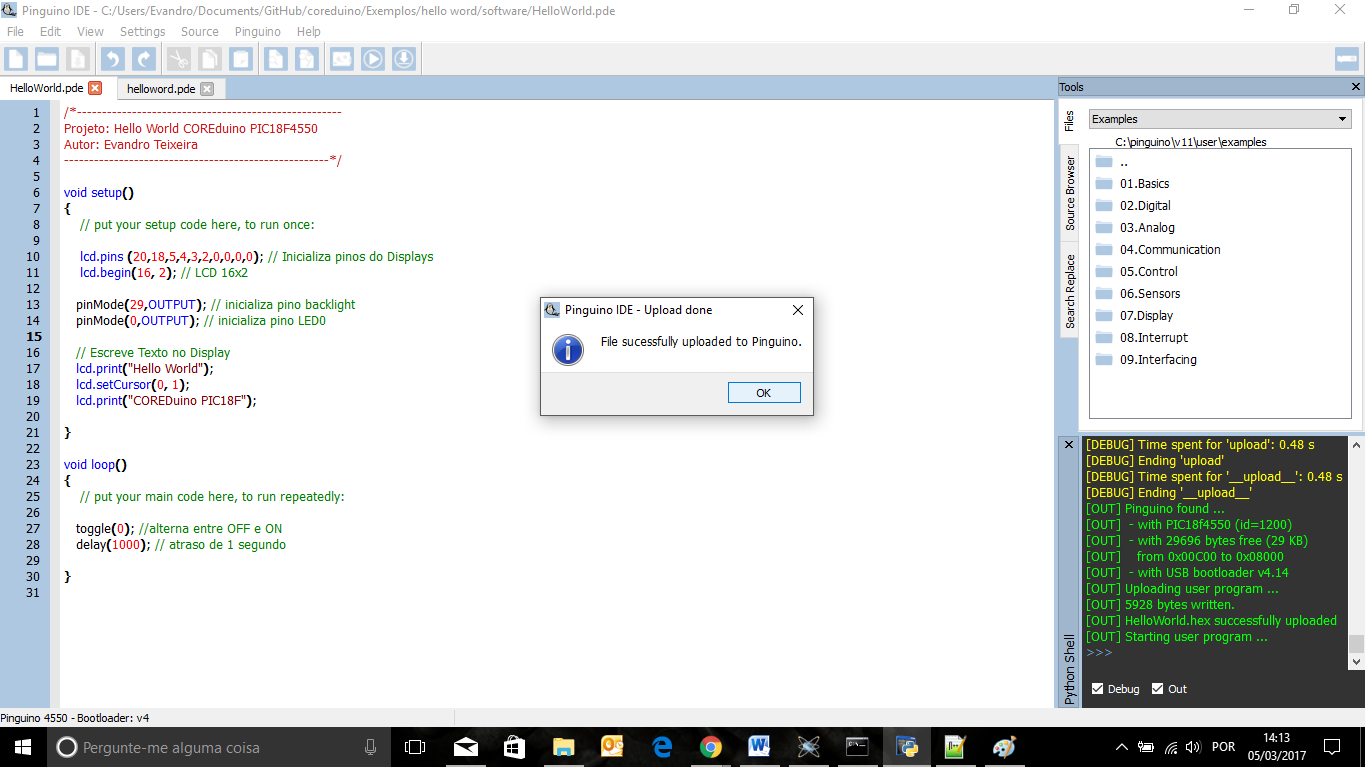 Pinguino IDE - C:/Users/Evandro/Documents/GitHub/coreduino/Exemplos/hello word/software/HelloWorld.pde
File Edit View Settings Source Pinguino Help
HelloWorld.pde helloword.pde
1 /*-----------------------------------------------------
2 Projeto: Hello World COREduino PIC18F4550
3 Autor: Evandro Teixeira
4 -----------------------------------------------------*/
5
6 void setup()
7 {
8 // put your setup code here, to run once:
9
10 lcd.pins (20,18,5,4,3,2,0,0,0,0); // Inicializa pinos do Displays
11 lcd.begin(16, 2); // LCD 16x2
12
13 pinMode(29,OUTPUT); // inicializa pino backlight
14 pinMode(0,OUTPUT); // inicializa pino LED0
15
16 // Escreve Texto no Display
17 lcd.print("Hello World");
18 lcd.setCursor(0, 1);
19 lcd.print("COREDuino PIC18F");
20
21 }
22
23 void loop()
24 {
25 // put your main code here, to run repeatedly:
26
27 toggle(0); //alterna entre OFF e ON
28 delay(1000); // atraso de 1 segundo
29
30 }
31
Pinguino IDE - Upload done
File sucessfully uploaded to Pinguino.
OK
Tools
Files
Source Browser
Search Replace
Examples
C:\pinguino\v11\user\examples
..
01.Basics
02.Digital
03.Analog
04.Communication
05.Control
06.Sensors
07.Display
08.Interrupt
09.Interfacing
Python Shell
[DEBUG] Time spent for 'upload': 0.48 s
[DEBUG] Ending 'upload'
[DEBUG] Time spent for '__upload__': 0.48 s
[DEBUG] Ending '__upload__'
[OUT] Pinguino found ...
[OUT] - with PIC18f4550 (id=1200)
[OUT] - with 29696 bytes free (29 KB)
[OUT] from 0x00C00 to 0x08000
[OUT] - with USB bootloader v4.14
[OUT] Uploading user program ...
[OUT] 5928 bytes written.
[OUT] HelloWorld.hex successfully uploaded
[OUT] Starting user program ...
>>>
Debug Out
Pinguino 4550 - Bootloader: v4
Pergunte-me alguma coisa
POR
14:13
05/03/2017